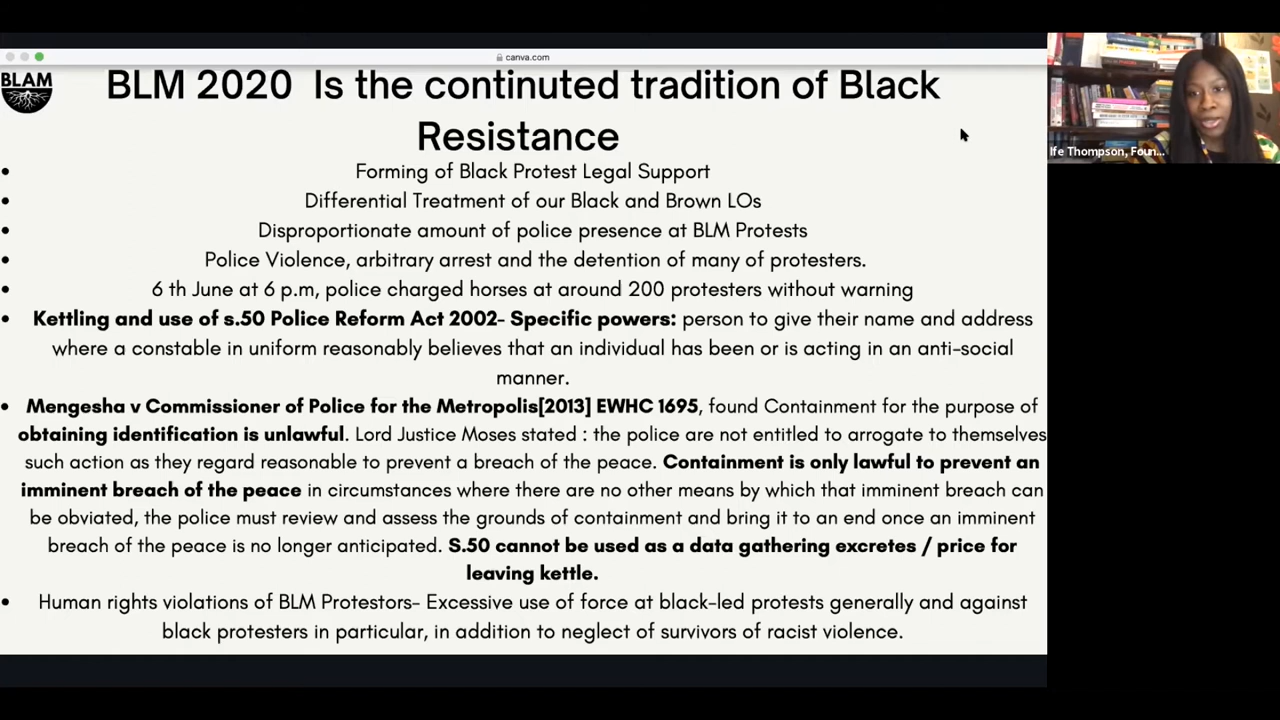 canva.com
BLAM
BLM 2020 Is the continuted tradition of Black
Resistance
Forming of Black Protest Legal Support
Differential Treatment of our Black and Brown LOs
Disproportionate amount of police presence at BLM Protests
Police Violence, arbitrary arrest and the detention of many of protesters.
6 th June at 6 p.m, police charged horses at around 200 protesters without warning
Kettling and use of s.50 Police Reform Act 2002- Specific powers: person to give their name and address
where a constable in uniform reasonably believes that an individual has been or is acting in an anti-social
manner.
Mengesha v Commissioner of Police for the Metropolis[2013] EWHC 1695, found Containment for the purpose of
obtaining identification is unlawful. Lord Justice Moses stated : the police are not entitled to arrogate to themselves
such action as they regard reasonable to prevent a breach of the peace. Containment is only lawful to prevent an
imminent breach of the peace in circumstances where there are no other means by which that imminent breach can
be obviated, the police must review and assess the grounds of containment and bring it to an end once an imminent
breach of the peace is no longer anticipated. S.50 cannot be used as a data gathering excretes / price for
leaving kettle.
Human rights violations of BLM Protestors- Excessive use of force at black-led protests generally and against
black protesters in particular, in addition to neglect of survivors of racist violence.
Ife Thompson, Foun...